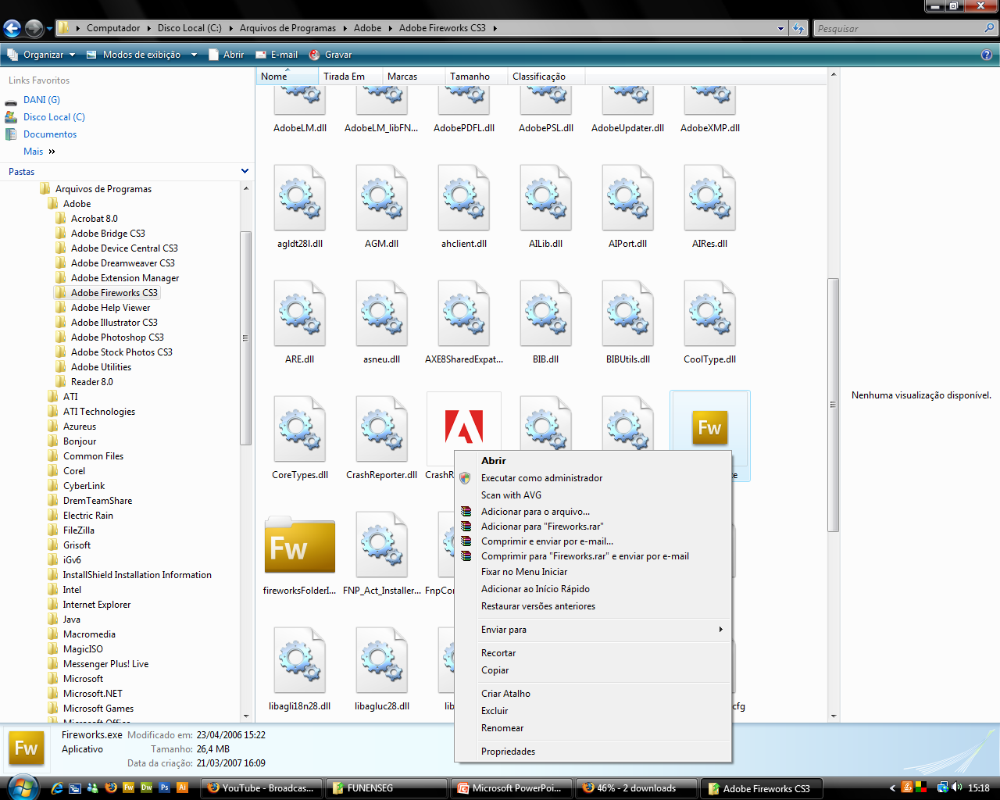 Computador
Disco Local (C:)
Arquivos de Programas
Adobe
Adobe Fireworks CS3
Pesquisar
Organizar
Modos de exibição
Abrir
E-mail
Gravar
Links Favoritos
DANI (G)
Disco Local (C)
Documentos
Mais »
Pastas
Arquivos de Programas
Adobe
Acrobat 8.0
Adobe Bridge CS3
Adobe Device Central CS3
Adobe Dreamweaver CS3
Adobe Extension Manager
Adobe Fireworks CS3
Adobe Help Viewer
Adobe Illustrator CS3
Adobe Photoshop CS3
Adobe Stock Photos CS3
Adobe Utilities
Reader 8.0
ATI
ATI Technologies
Azureus
Bonjour
Common Files
Corel
CyberLink
DremTeamShare
Electric Rain
FileZilla
Grisoft
iGv6
InstallShield Installation Information
Intel
Internet Explorer
Java
Macromedia
MagicISO
Messenger Plus! Live
Microsoft
Microsoft.NET
Microsoft Games
Microsoft Office
Nome
Tirada Em
Marcas
Tamanho
Classificação
AdobeLM.dll
AdobeLM_libFN...
AdobePDFL.dll
AdobePSL.dll
AdobeUpdater.dll
AdobeXMP.dll
agldt28l.dll
AGM.dll
ahclient.dll
AILib.dll
AIPort.dll
AIRes.dll
ARE.dll
asneu.dll
AXE8SharedExpat...
BIB.dll
BIBUtils.dll
CoolType.dll
Fw
CoreTypes.dll
CrashReporter.dll
Fw
fireworksFolderI...
FNP_Act_Installer...
FnpCo
libagli18n28.dll
libagluc28.dll
cfg
Abrir
Executar como administrador
Scan with AVG
Adicionar para o arquivo...
Adicionar para "Fireworks.rar"
Comprimir e enviar por e-mail...
Comprimir para "Fireworks.rar" e enviar por e-mail
Fixar no Menu Iniciar
Adicionar ao Início Rápido
Restaurar versões anteriores
Enviar para
Recortar
Copiar
Criar Atalho
Excluir
Renomear
Propriedades
Nenhuma visualização disponível.
Fw
Fireworks.exe Modificado em: 23/04/2006 15:22
Aplicativo Tamanho: 26,4 MB
Data da criação: 21/03/2007 16:09
Fw
Dw
Ps
Ai
YouTube - Broadcas...
FUNENSEG
Microsoft PowerPoi...
46% - 2 downloads
Adobe Fireworks CS3
15:18